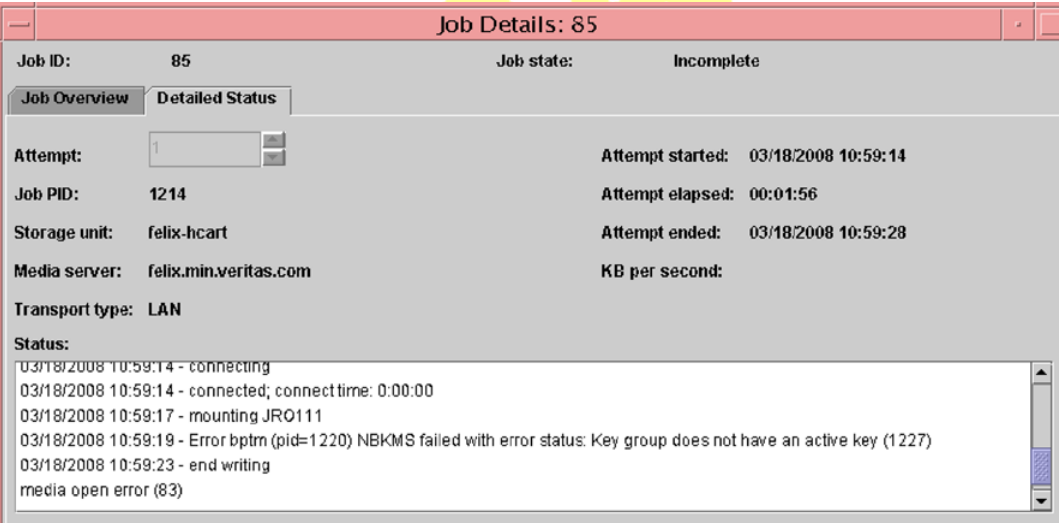 Job Details: 85
Job ID: 85 Job state: Incomplete
Job Overview Detailed Status
Attempt: 1 Attempt started: 03/18/2008 10:59:14
Job PID: 1214 Attempt elapsed: 00:01:56
Storage unit: felix-hcart Attempt ended: 03/18/2008 10:59:28
Media server: felix.min.veritas.com KB per second:
Transport type: LAN
Status:
03/18/2008 10:59:14 - connecting
03/18/2008 10:59:14 - connected; connect time: 0:00:00
03/18/2008 10:59:17 - mounting JRO111
03/18/2008 10:59:19 - Error bptm (pid=1220) NBKMS failed with error status: Key group does not have an active key (1227)
03/18/2008 10:59:23 - end writing
media open error (83)